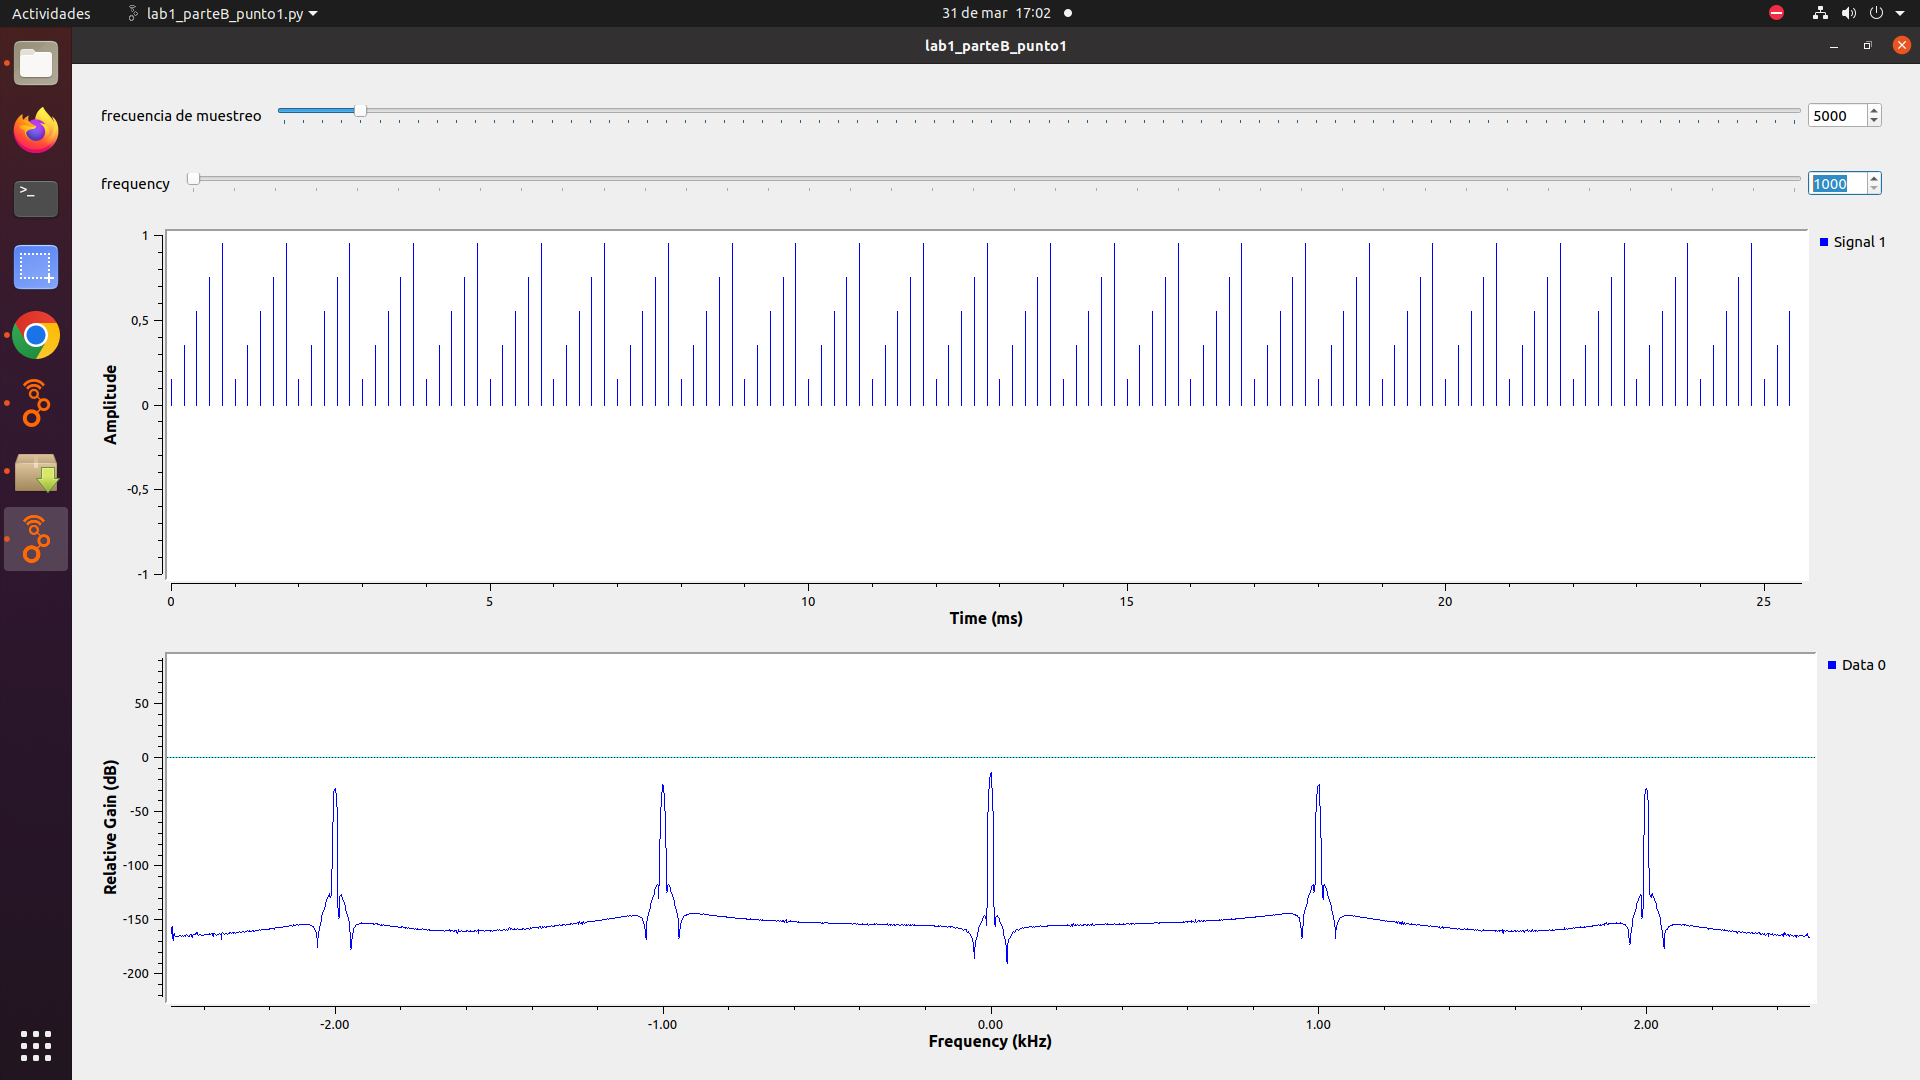 Actividades
lab1_parteB_punto1.py
31 de mar 17:02
lab1_parteB_punto1
frecuencia de muestreo
5000
frequency
1000
Signal 1
1
0,5
0
-0,5
-1
Amplitude
0 5 10 15 20 25
Time (ms)
Data 0
50
0
-50
-100
-150
-200
Relative Gain (dB)
-2.00 -1.00 0.00 1.00 2.00
Frequency (kHz)